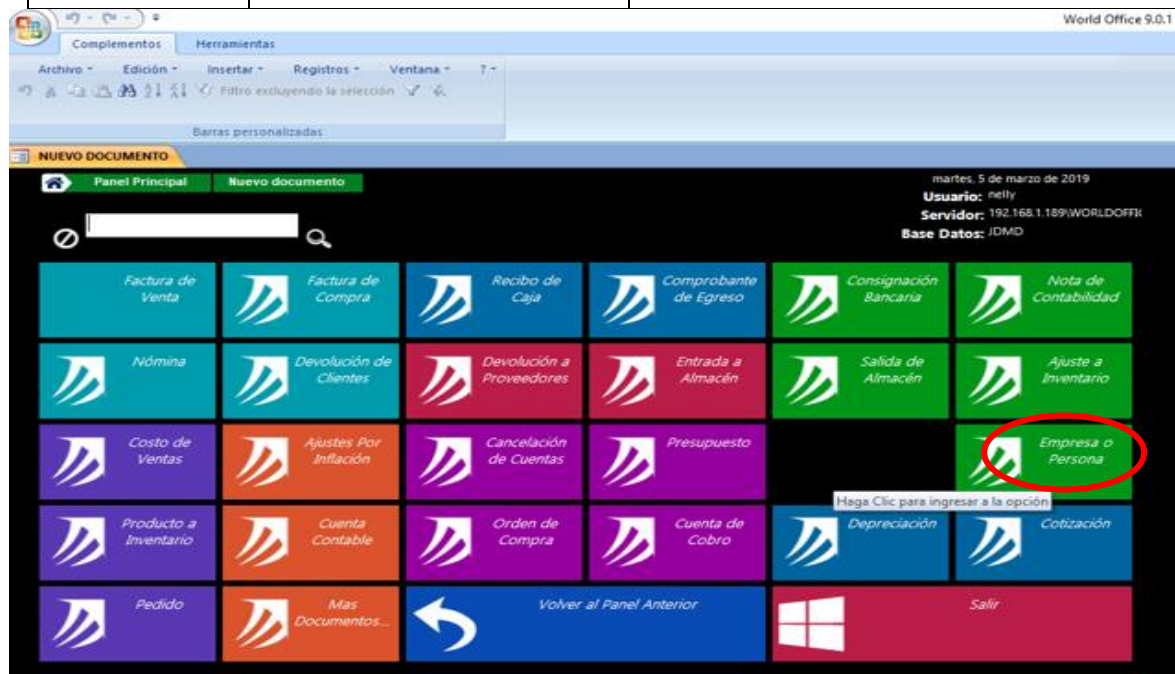 World Office 9.0.1
Complementos Herramientas
Archivo Edición Insertar Registros Ventana ?
Filtro excluyendo la selección
Barras personalizadas
NUEVO DOCUMENTO
Panel Principal Nuevo documento
martes, 5 de marzo de 2019
Usuario: nelly
Servidor: 192.168.1.189\WORLDOFFIC
Base Datos: JDMD
Factura de
Venta
Factura de
Compra
Recibo de
Caja
Comprobante
de Egreso
Consignación
Bancaria
Nota de
Contabilidad
Nómina
Devolución de
Clientes
Devolución a
Proveedores
Entrada a
Almacén
Salida de
Almacén
Ajuste a
Inventario
Costo de
Ventas
Ajustes Por
Inflación
Cancelación
de Cuentas
Presupuesto
Empresa o
Persona
Haga Clic para ingresar a la opción
Producto a
Inventario
Cuenta
Contable
Orden de
Compra
Cuenta de
Cobro
Depreciación
Cotización
Pedido
Mas
Documentos...
Volver al Panel Anterior
Salir